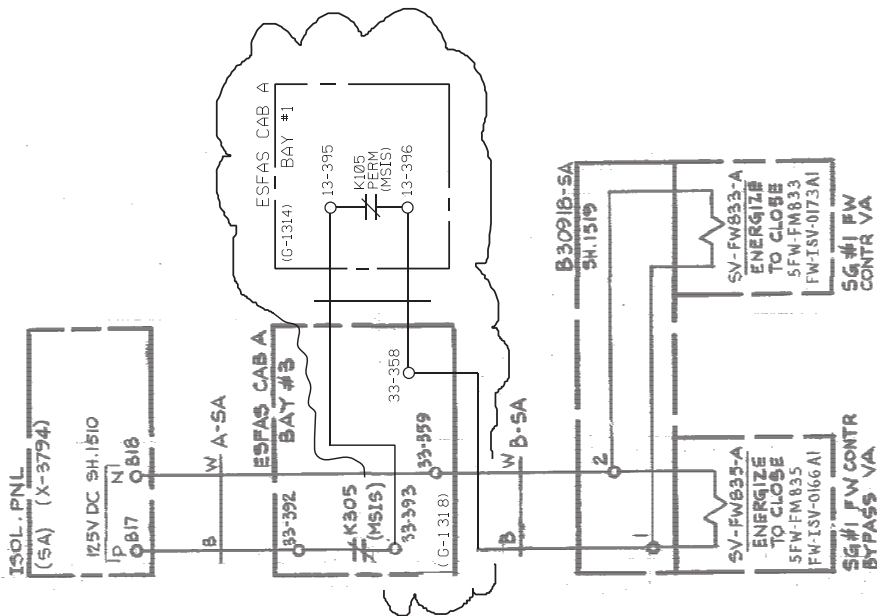 ISOL. PNL
(SA) (X-3794)
125V DC SH.1510
P
B17
N
B18
B
W
A-SA
ESFAS CAB A
BAY #3
33-392
K305
(MSIS)
33-393
33-359
(G-1318)
33-358
ESFAS CAB A
BAY #1
(G-1314)
13-395
K105
PERM
(MSIS)
13-396
B
W
B-SA
B30918-SA
SH.1519
1
2
SV-FW835-A
ENERGIZE
TO CLOSE
5FW-FM835
FW-ISV-0166A1
SG#1 FW CONTR
BYPASS VA
SV-FW833-A
ENERGIZE
TO CLOSE
5FW-FM833
FW-ISV-0173A1
SG #1 FW
CONTR VA